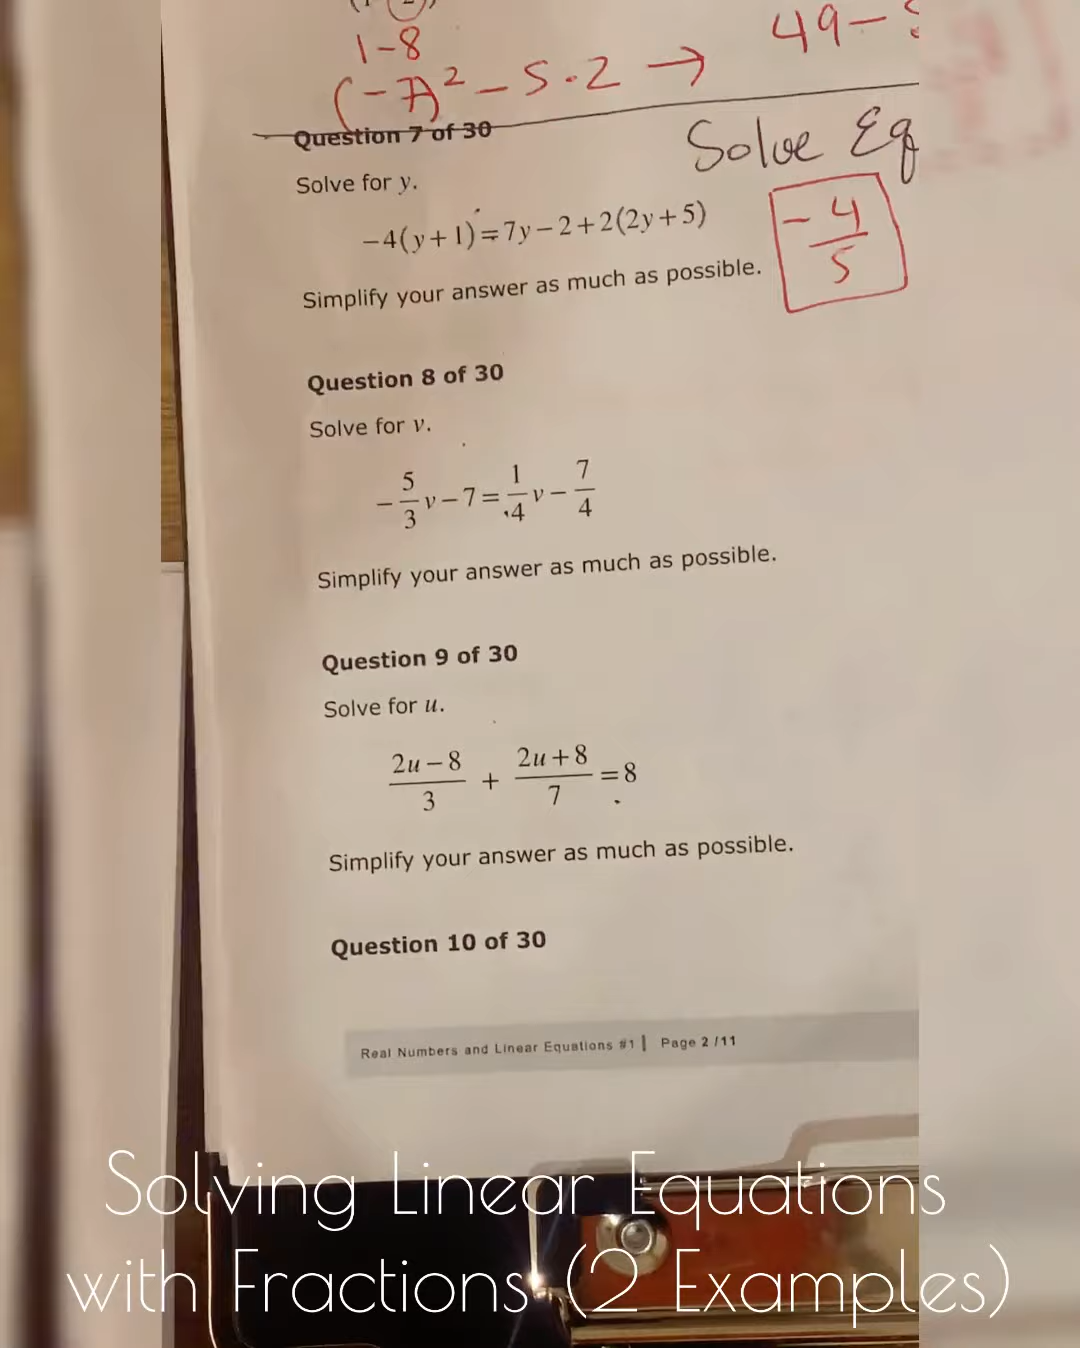 1-8
49-
(-7)² - 5·2 →
Question 7 of 30
Solve Eq
Solve for y.
-4(y+1)=7y-2+2(2y+5)
-4/5
Simplify your answer as much as possible.
Question 8 of 30
Solve for v.
-5/3 v-7=1/4 v-7/4
Simplify your answer as much as possible.
Question 9 of 30
Solve for u.
(2u-8)/3 + (2u+8)/7 =8
Simplify your answer as much as possible.
Question 10 of 30
Real Numbers and Linear Equations #1 | Page 2 /11
Solving Linear Equations
with Fractions (2 Examples)